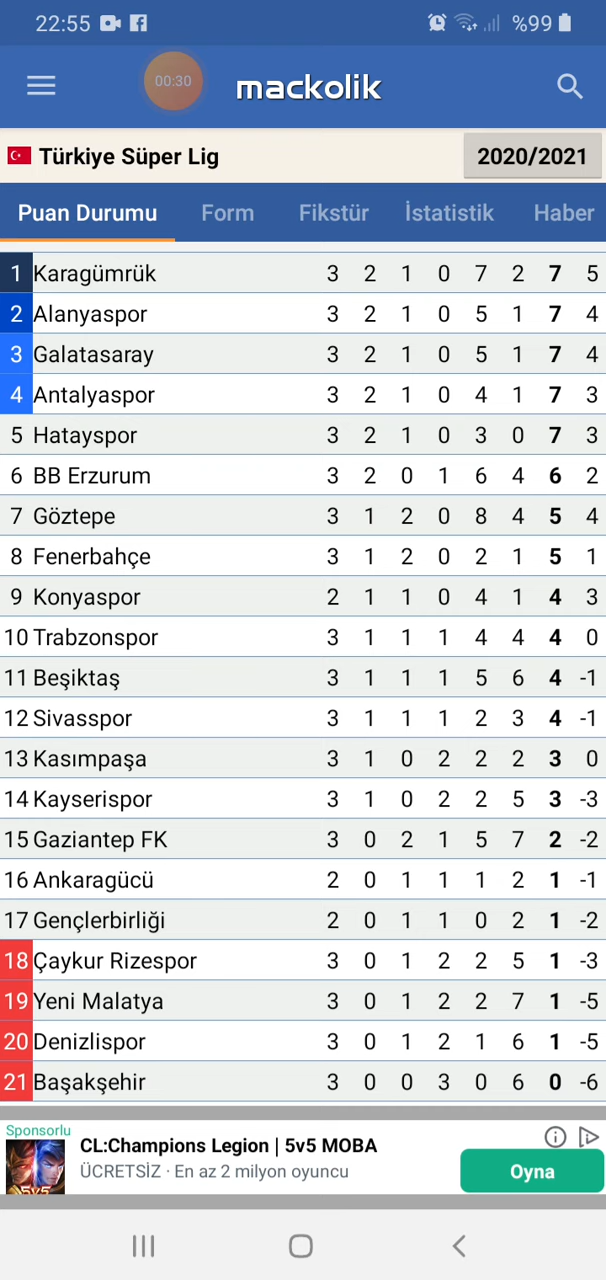 22:55 %99
00:30 mackolik
Türkiye Süper Lig 2020/2021
Puan Durumu Form Fikstür İstatistik Haber
1 Karagümrük 3 2 1 0 7 2 7 5
2 Alanyaspor 3 2 1 0 5 1 7 4
3 Galatasaray 3 2 1 0 5 1 7 4
4 Antalyaspor 3 2 1 0 4 1 7 3
5 Hatayspor 3 2 1 0 3 0 7 3
6 BB Erzurum 3 2 0 1 6 4 6 2
7 Göztepe 3 1 2 0 8 4 5 4
8 Fenerbahçe 3 1 2 0 2 1 5 1
9 Konyaspor 2 1 1 0 4 1 4 3
10 Trabzonspor 3 1 1 1 4 4 4 0
11 Beşiktaş 3 1 1 1 5 6 4 -1
12 Sivasspor 3 1 1 1 2 3 4 -1
13 Kasımpaşa 3 1 0 2 2 2 3 0
14 Kayserispor 3 1 0 2 2 5 3 -3
15 Gaziantep FK 3 0 2 1 5 7 2 -2
16 Ankaragücü 2 0 1 1 1 2 1 -1
17 Gençlerbirliği 2 0 1 1 0 2 1 -2
18 Çaykur Rizespor 3 0 1 2 2 5 1 -3
19 Yeni Malatya 3 0 1 2 2 7 1 -5
20 Denizlispor 3 0 1 2 1 6 1 -5
21 Başakşehir 3 0 0 3 0 6 0 -6
Sponsorlu
CL:Champions Legion | 5v5 MOBA
ÜCRETSİZ · En az 2 milyon oyuncu
Oyna
5v5